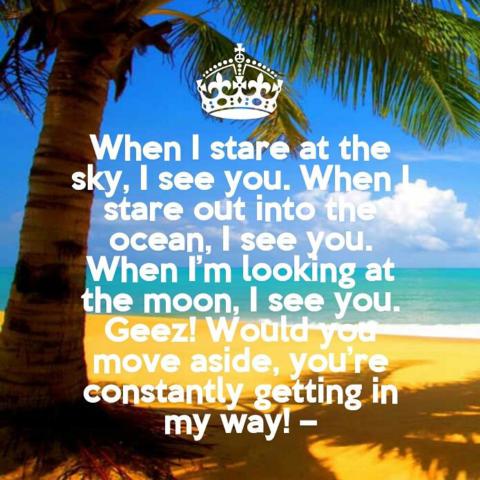 When I stare at the
sky, I see you. When I
stare out into the
ocean, I see you.
When I'm looking at
the moon, I see you.
Geez! Would you
move aside, you're
constantly getting in
my way! –